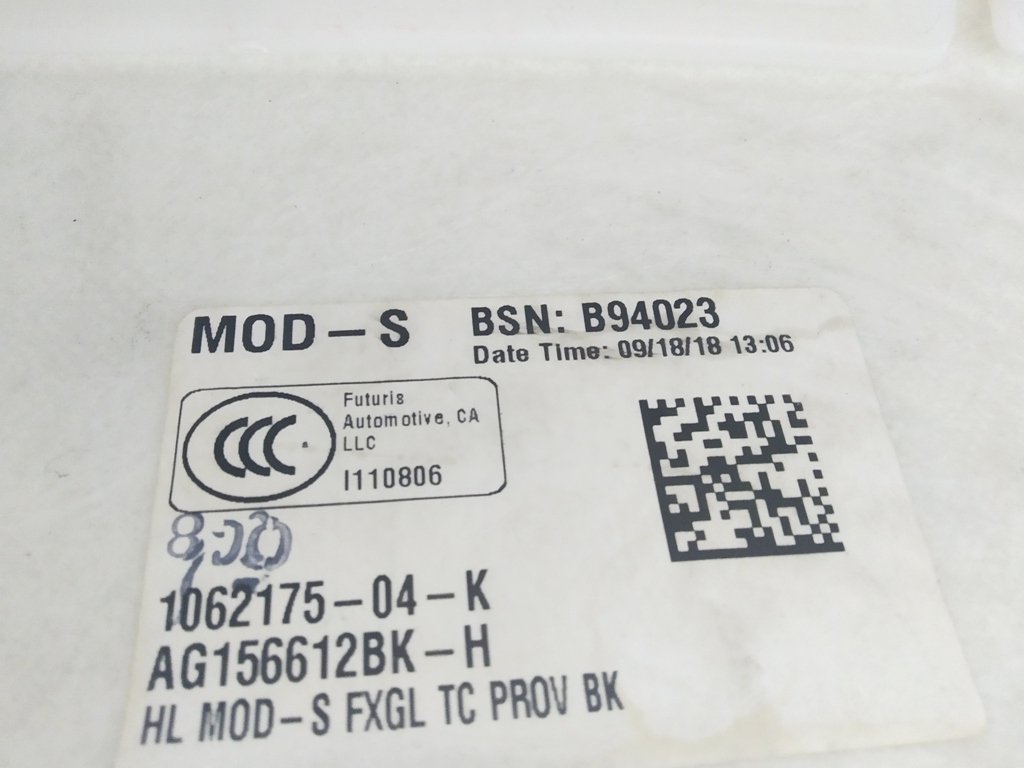 MOD-S
BSN: B94023
Date Time: 09/18/18 13:06
CCC
Futuris
Automotive, CA
LLC
I110806
1062175-04-K
AG156612BK-H
HL MOD-S FXGL TC PROV BK